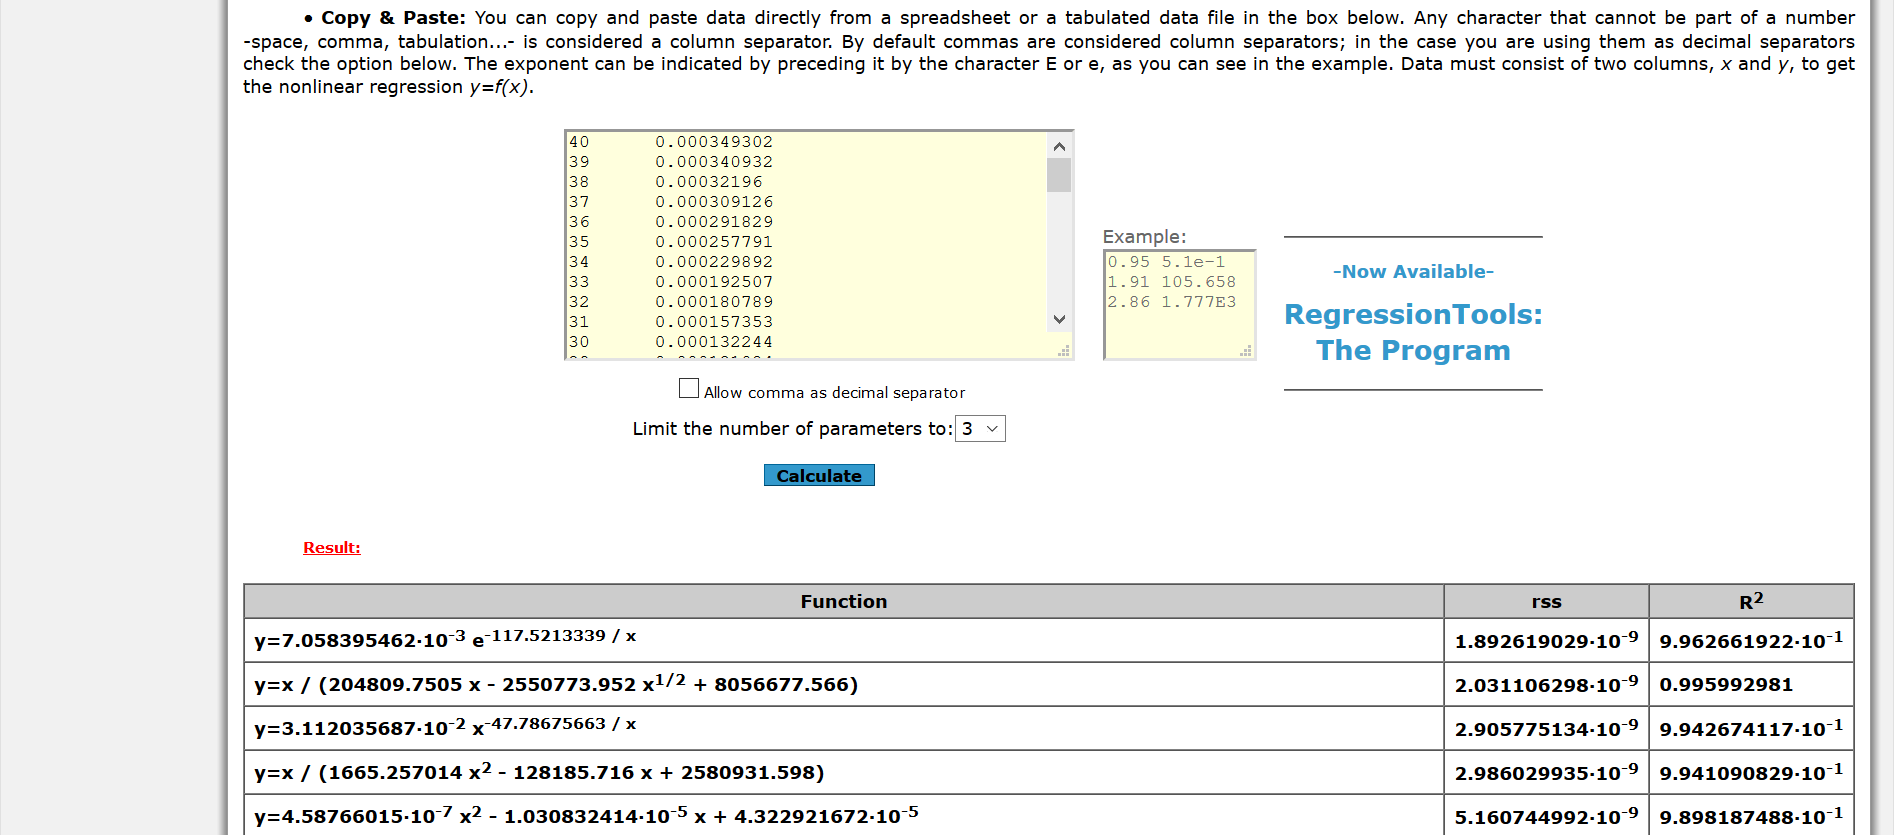 • Copy & Paste: You can copy and paste data directly from a spreadsheet or a tabulated data file in the box below. Any character that cannot be part of a number
-space, comma, tabulation...- is considered a column separator. By default commas are considered column separators; in the case you are using them as decimal separators
check the option below. The exponent can be indicated by preceding it by the character E or e, as you can see in the example. Data must consist of two columns, x and y, to get
the nonlinear regression y=f(x).
40 0.000349302
39 0.000340932
38 0.00032196
37 0.000309126
36 0.000291829
35 0.000257791
34 0.000229892
33 0.000192507
32 0.000180789
31 0.000157353
30 0.000132244
Example:
0.95 5.1e-1
1.91 105.658
2.86 1.777E3
-Now Available-
RegressionTools:
The Program
Allow comma as decimal separator
Limit the number of parameters to: 3
Calculate
Result:
Function rss R²
y=7.058395462·10⁻³ e^-117.5213339 / x 1.892619029·10⁻⁹ 9.962661922·10⁻¹
y=x / (204809.7505 x - 2550773.952 x^1/2 + 8056677.566) 2.031106298·10⁻⁹ 0.995992981
y=3.112035687·10⁻² x^-47.78675663 / x 2.905775134·10⁻⁹ 9.942674117·10⁻¹
y=x / (1665.257014 x² - 128185.716 x + 2580931.598) 2.986029935·10⁻⁹ 9.941090829·10⁻¹
y=4.58766015·10⁻⁷ x² - 1.030832414·10⁻⁵ x + 4.322921672·10⁻⁵ 5.160744992·10⁻⁹ 9.898187488·10⁻¹